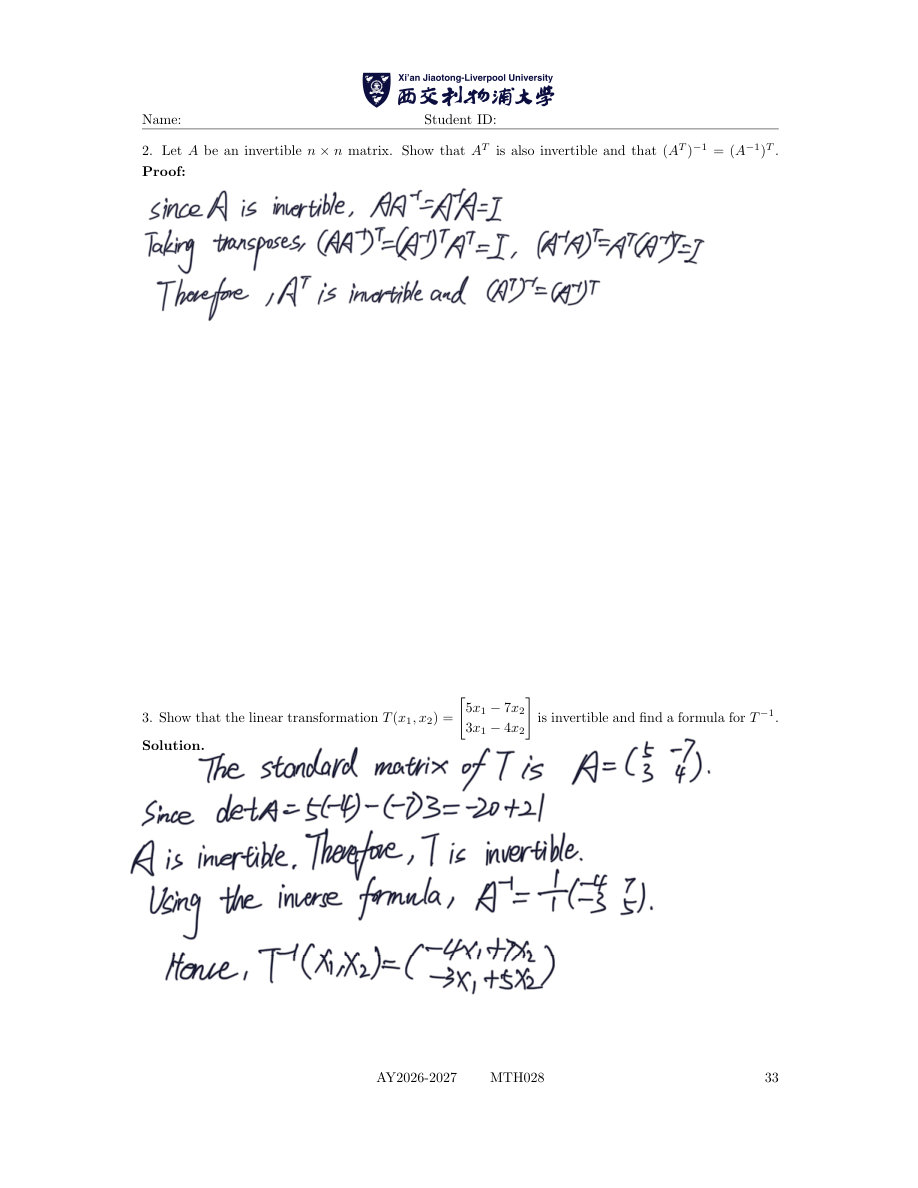 Xi'an Jiaotong-Liverpool University
西交利物浦大学
Name: Student ID:
2. Let A be an invertible n × n matrix. Show that A^T is also invertible and that (A^T)^{-1} = (A^{-1})^T.
Proof:
since A is invertible, AA^{-1}=A^{-1}A=I
Taking transposes, (AA^{-1})^T=(A^{-1})^T A^T=I, (A^{-1}A)^T=A^T(A^{-1})^T=I
Therefore, A^T is invertible and (A^T)^{-1}=(A^{-1})^T
3. Show that the linear transformation T(x_1, x_2) = [5x_1 − 7x_2; 3x_1 − 4x_2] is invertible and find a formula for T^{-1}.
Solution.
The standard matrix of T is A=(5 -7; 3 4).
Since det A=5(-4)-(-7)3=-20+21
A is invertible. Therefore, T is invertible.
Using the inverse formula, A^{-1}=1/1(-4 7; -3 5).
Hence, T^{-1}(x_1,x_2)=(-4x_1+7x_2; -3x_1+5x_2)
AY2026-2027 MTH028 33